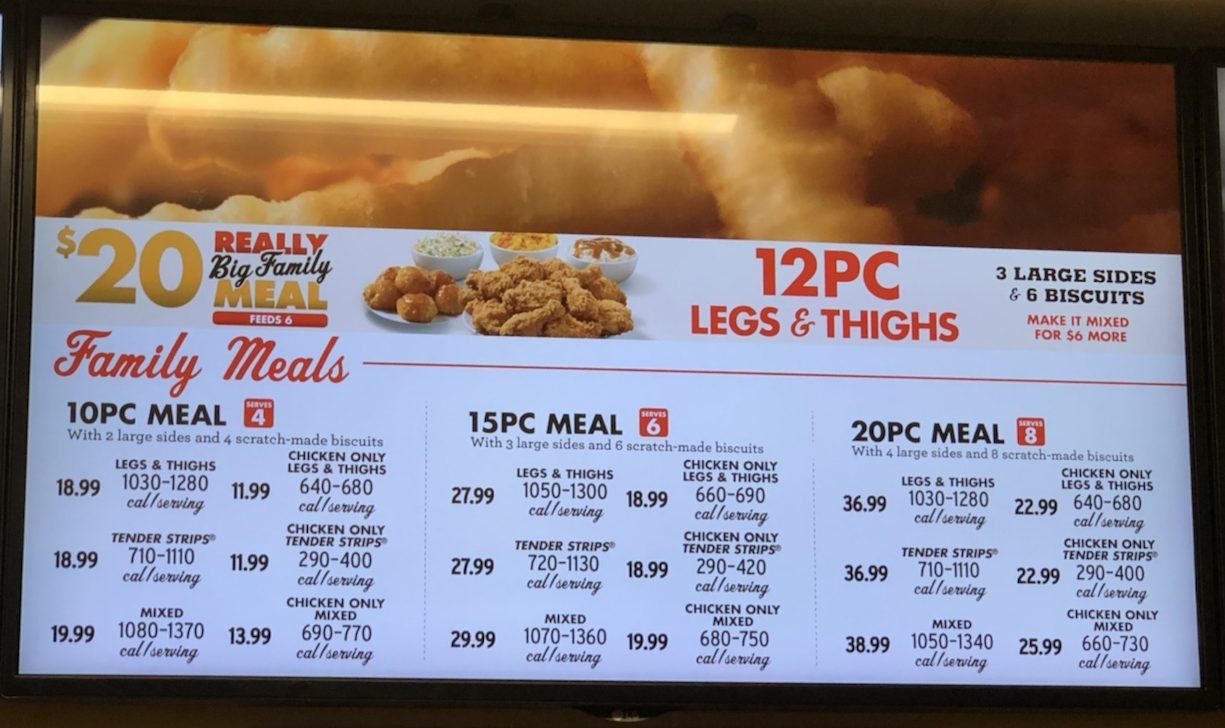 $20 REALLY
Big Family
MEAL
FEEDS 6
12PC
LEGS & THIGHS
3 LARGE SIDES
& 6 BISCUITS
MAKE IT MIXED
FOR $6 MORE
Family Meals
10PC MEAL SERVES 4
With 2 large sides and 4 scratch-made biscuits
18.99 LEGS & THIGHS
1030-1280
cal/serving
11.99 CHICKEN ONLY
LEGS & THIGHS
640-680
cal/serving
18.99 TENDER STRIPS®
710-1110
cal/serving
11.99 CHICKEN ONLY
TENDER STRIPS®
290-400
cal/serving
19.99 MIXED
1080-1370
cal/serving
13.99 CHICKEN ONLY
MIXED
690-770
cal/serving
15PC MEAL SERVES 6
With 3 large sides and 6 scratch-made biscuits
27.99 LEGS & THIGHS
1050-1300
cal/serving
18.99 CHICKEN ONLY
LEGS & THIGHS
660-690
cal/serving
27.99 TENDER STRIPS®
720-1130
cal/serving
18.99 CHICKEN ONLY
TENDER STRIPS®
290-420
cal/serving
29.99 MIXED
1070-1360
cal/serving
19.99 CHICKEN ONLY
MIXED
680-750
cal/serving
20PC MEAL SERVES 8
With 4 large sides and 8 scratch-made biscuits
36.99 LEGS & THIGHS
1030-1280
cal/serving
22.99 CHICKEN ONLY
LEGS & THIGHS
640-680
cal/serving
36.99 TENDER STRIPS®
710-1110
cal/serving
22.99 CHICKEN ONLY
TENDER STRIPS®
290-400
cal/serving
38.99 MIXED
1050-1340
cal/serving
25.99 CHICKEN ONLY
MIXED
660-730
cal/serving